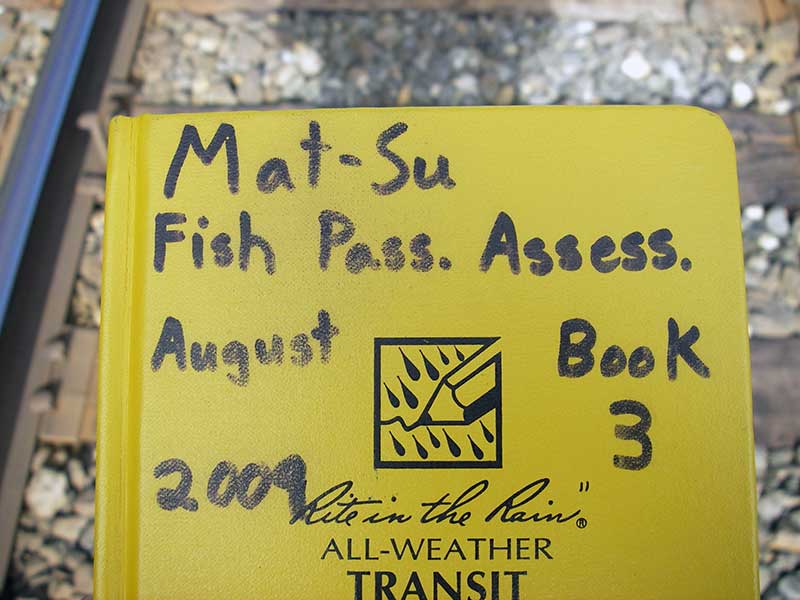 Mat-Su
Fish Pass. Assess.
August Book
3
2009
"Rite in the Rain"®
ALL-WEATHER
TRANSIT